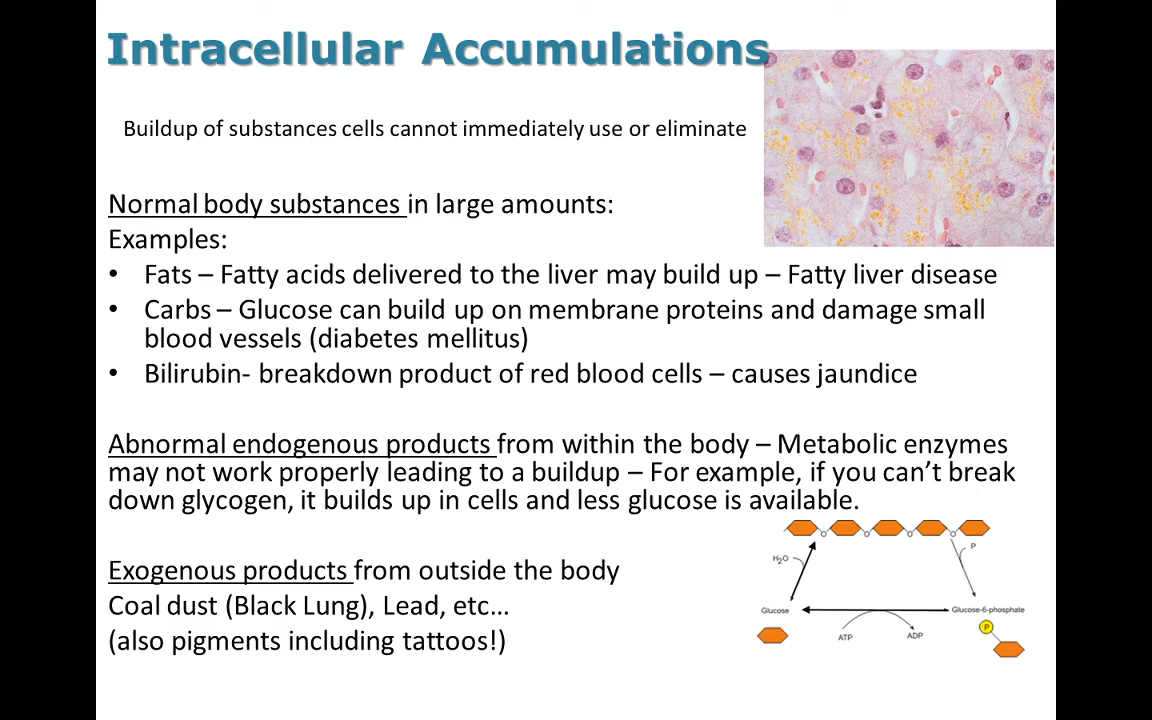 Intracellular Accumulations
Buildup of substances cells cannot immediately use or eliminate
Normal body substances in large amounts:
Examples:
• Fats – Fatty acids delivered to the liver may build up – Fatty liver disease
• Carbs – Glucose can build up on membrane proteins and damage small
blood vessels (diabetes mellitus)
• Bilirubin- breakdown product of red blood cells – causes jaundice
Abnormal endogenous products from within the body – Metabolic enzymes
may not work properly leading to a buildup – For example, if you can’t break
down glycogen, it builds up in cells and less glucose is available.
Exogenous products from outside the body
Coal dust (Black Lung), Lead, etc…
(also pigments including tattoos!)
O O O O
H2O P
Glucose Glucose-6-phosphate
ATP ADP
P